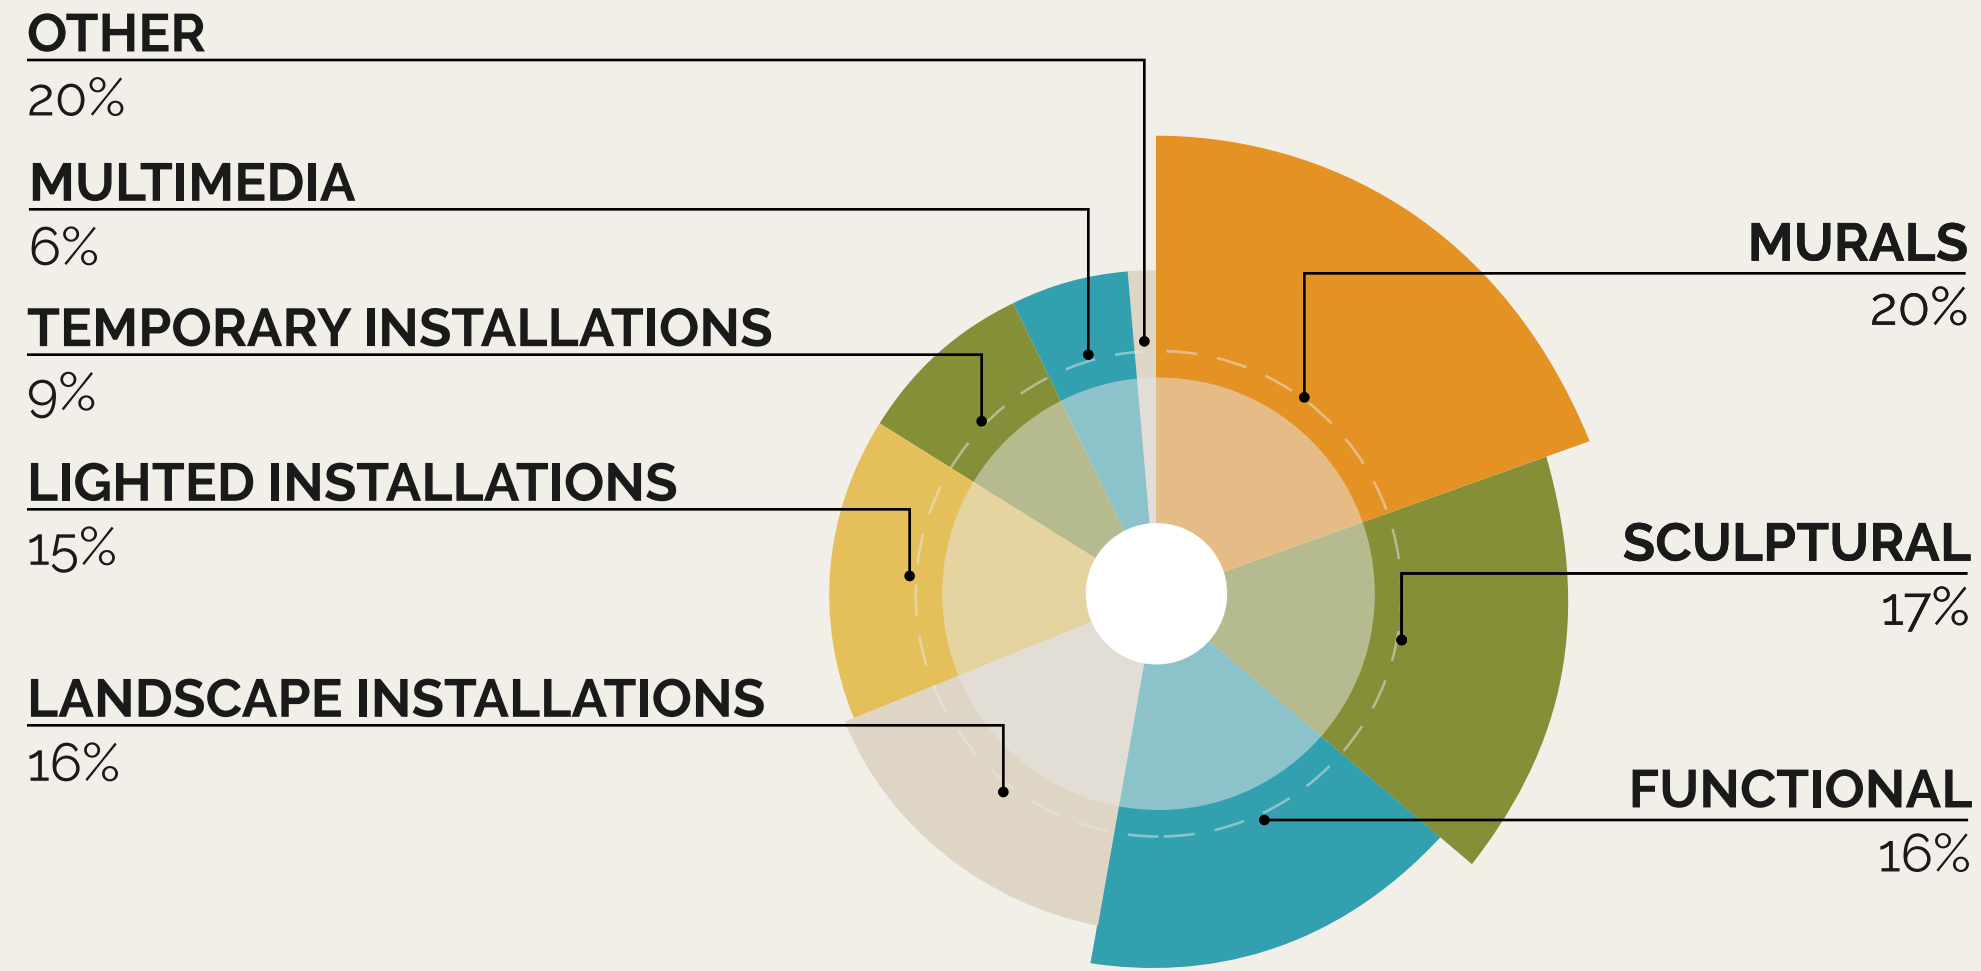 OTHER
20%
MULTIMEDIA
6%
TEMPORARY INSTALLATIONS
9%
LIGHTED INSTALLATIONS
15%
LANDSCAPE INSTALLATIONS
16%
MURALS
20%
SCULPTURAL
17%
FUNCTIONAL
16%